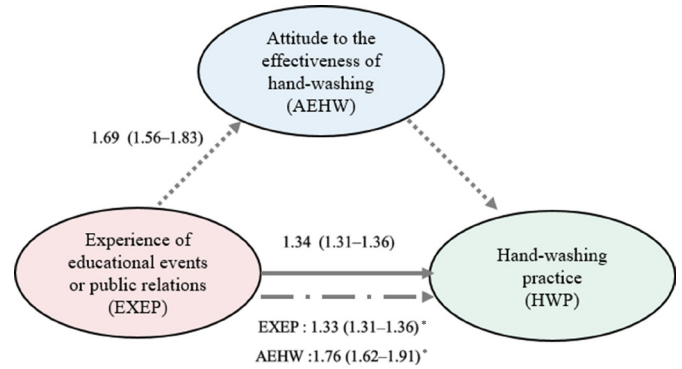 Attitude to the
effectiveness of
hand-washing
(AEHW)
1.69 (1.56–1.83)
Experience of
educational events
or public relations
(EXEP)
1.34 (1.31–1.36)
Hand-washing
practice
(HWP)
EXEP : 1.33 (1.31–1.36)*
AEHW :1.76 (1.62–1.91)*